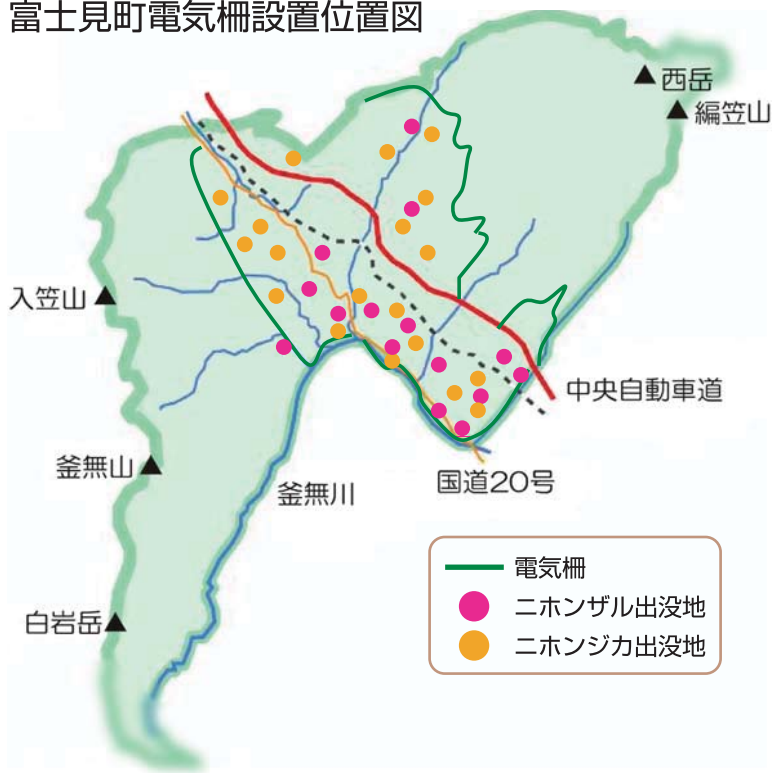 富士見町電気柵設置位置図
西岳
編笠山
入笠山
中央自動車道
釜無山
国道20号
釜無川
電気柵
ニホンザル出没地
白岩岳
ニホンジカ出没地